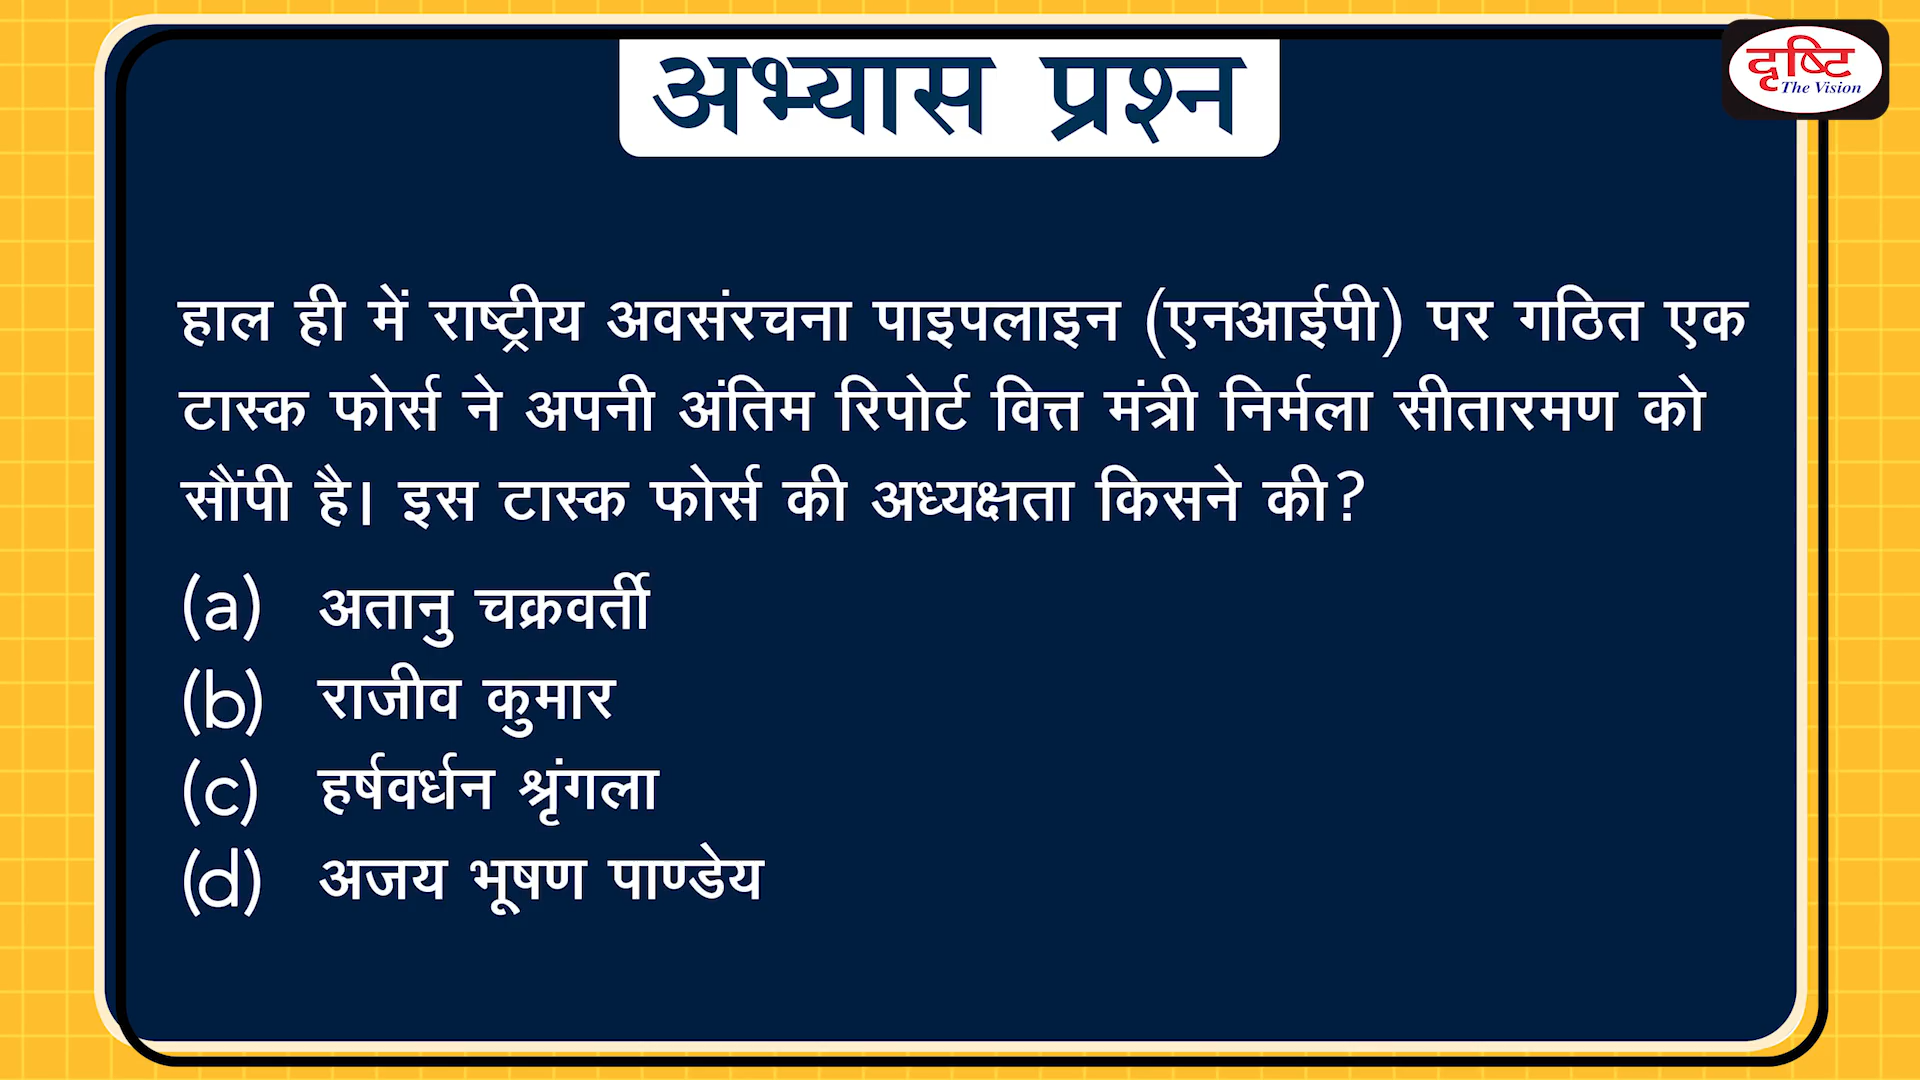 अभ्यास प्रश्न
दृष्टि
The Vision
हाल ही में राष्ट्रीय अवसंरचना पाइपलाइन (एनआईपी) पर गठित एक
टास्क फोर्स ने अपनी अंतिम रिपोर्ट वित्त मंत्री निर्मला सीतारमण को
सौंपी है। इस टास्क फोर्स की अध्यक्षता किसने की?
(a) अतानु चक्रवर्ती
(b) राजीव कुमार
(c) हर्षवर्धन श्रृंगला
(d) अजय भूषण पाण्डेय